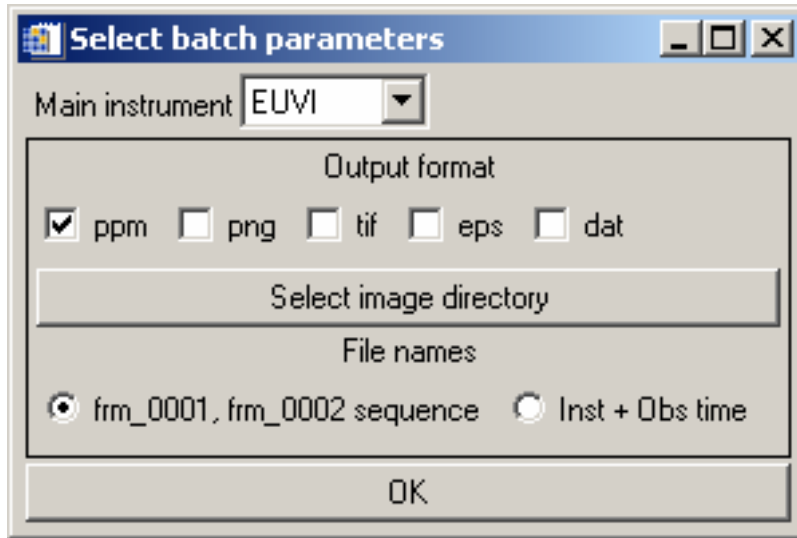 Select batch parameters
Main instrument EUVI
Output format
ppm png tif eps dat
Select image directory
File names
frm_0001, frm_0002 sequence Inst + Obs time
OK